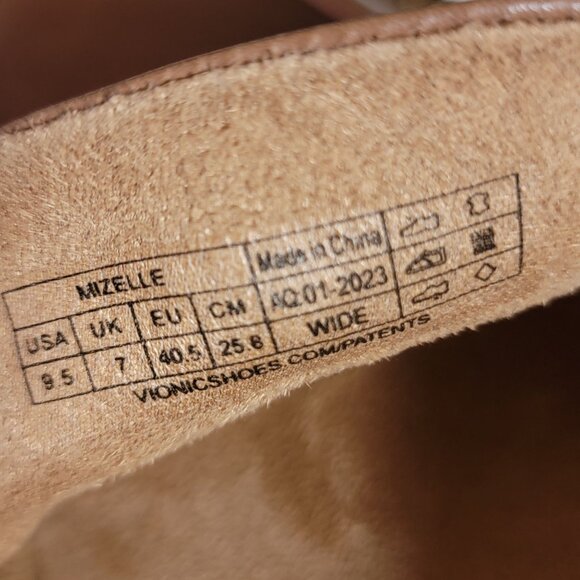 MIZELLE Made in China
USA UK EU CM AQ 01-2023
9.5 7 40.5 25.8 WIDE
VIONICSHOES.COM/PATENTS